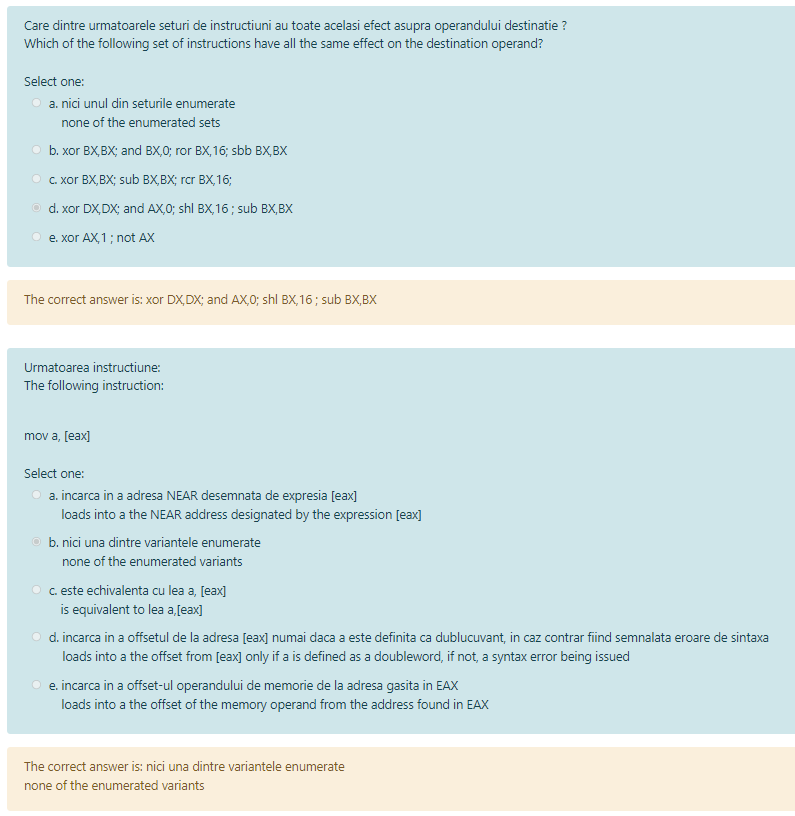 Care dintre urmatoarele seturi de instructiuni au toate acelasi efect asupra operandului destinatie ?
Which of the following set of instructions have all the same effect on the destination operand?
Select one:
a. nici unul din seturile enumerate
none of the enumerated sets
b. xor BX,BX; and BX,0; ror BX,16; sbb BX,BX
c. xor BX,BX; sub BX,BX; rcr BX,16;
d. xor DX,DX; and AX,0; shl BX,16 ; sub BX,BX
e. xor AX,1 ; not AX
The correct answer is: xor DX,DX; and AX,0; shl BX,16 ; sub BX,BX
Urmatoarea instructiune:
The following instruction:
mov a, [eax]
Select one:
a. incarca in a adresa NEAR desemnata de expresia [eax]
loads into a the NEAR address designated by the expression [eax]
b. nici una dintre variantele enumerate
none of the enumerated variants
c. este echivalenta cu lea a, [eax]
is equivalent to lea a,[eax]
d. incarca in a offsetul de la adresa [eax] numai daca a este definita ca dublucuvant, in caz contrar fiind semnalata eroare de sintaxa
loads into a the offset from [eax] only if a is defined as a doubleword, if not, a syntax error being issued
e. incarca in a offset-ul operandului de memorie de la adresa gasita in EAX
loads into a the offset of the memory operand from the address found in EAX
The correct answer is: nici una dintre variantele enumerate
none of the enumerated variants